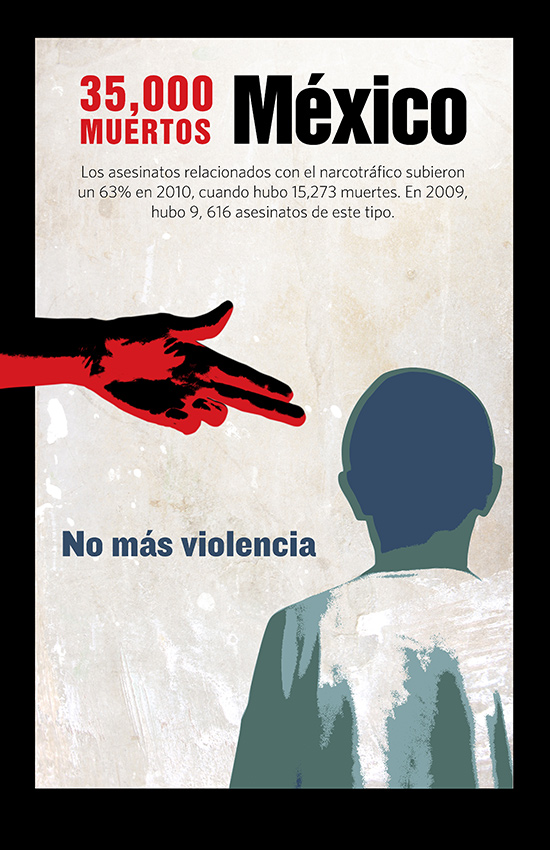 35,000
MUERTOS
México
Los asesinatos relacionados con el narcotráfico subieron
un 63% en 2010, cuando hubo 15,273 muertes. En 2009,
hubo 9, 616 asesinatos de este tipo.
No más violencia